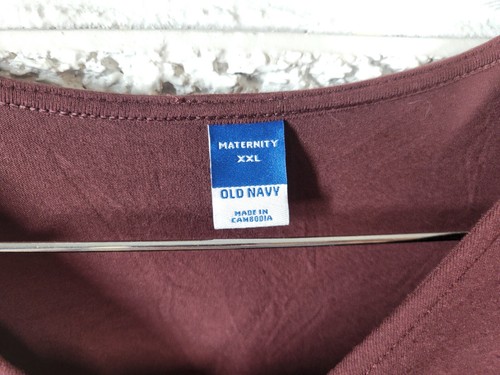 MATERNITY
XXL
OLD NAVY
MADE IN
CAMBODIA